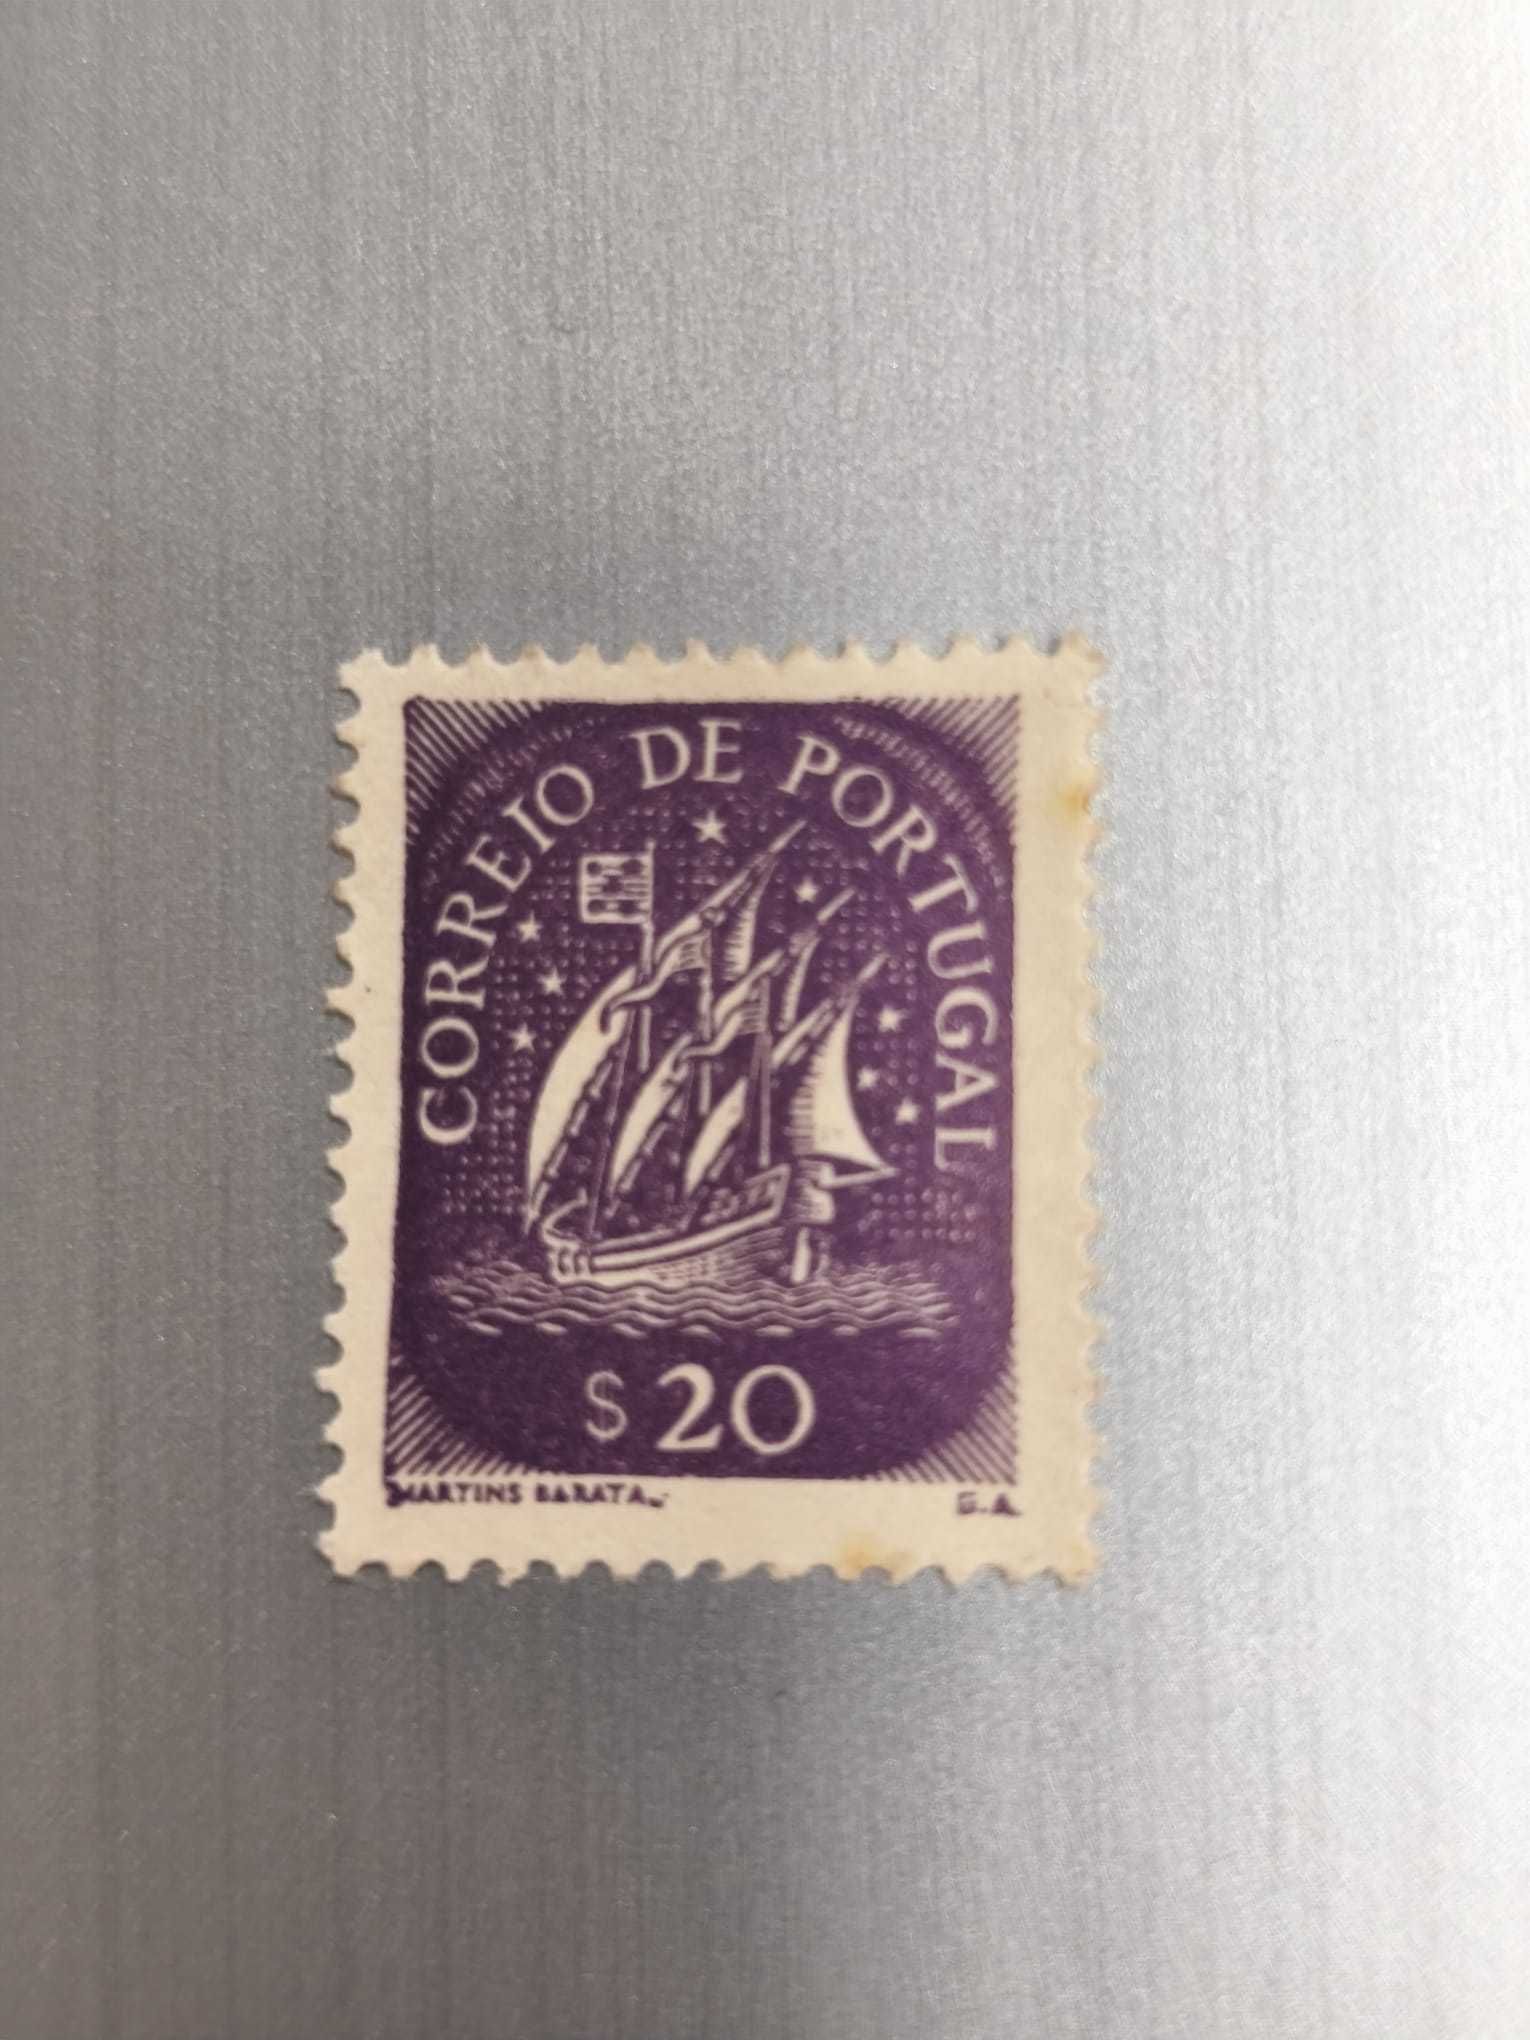 CORREIO DE PORTUGAL
$20
MARTINS BARATA